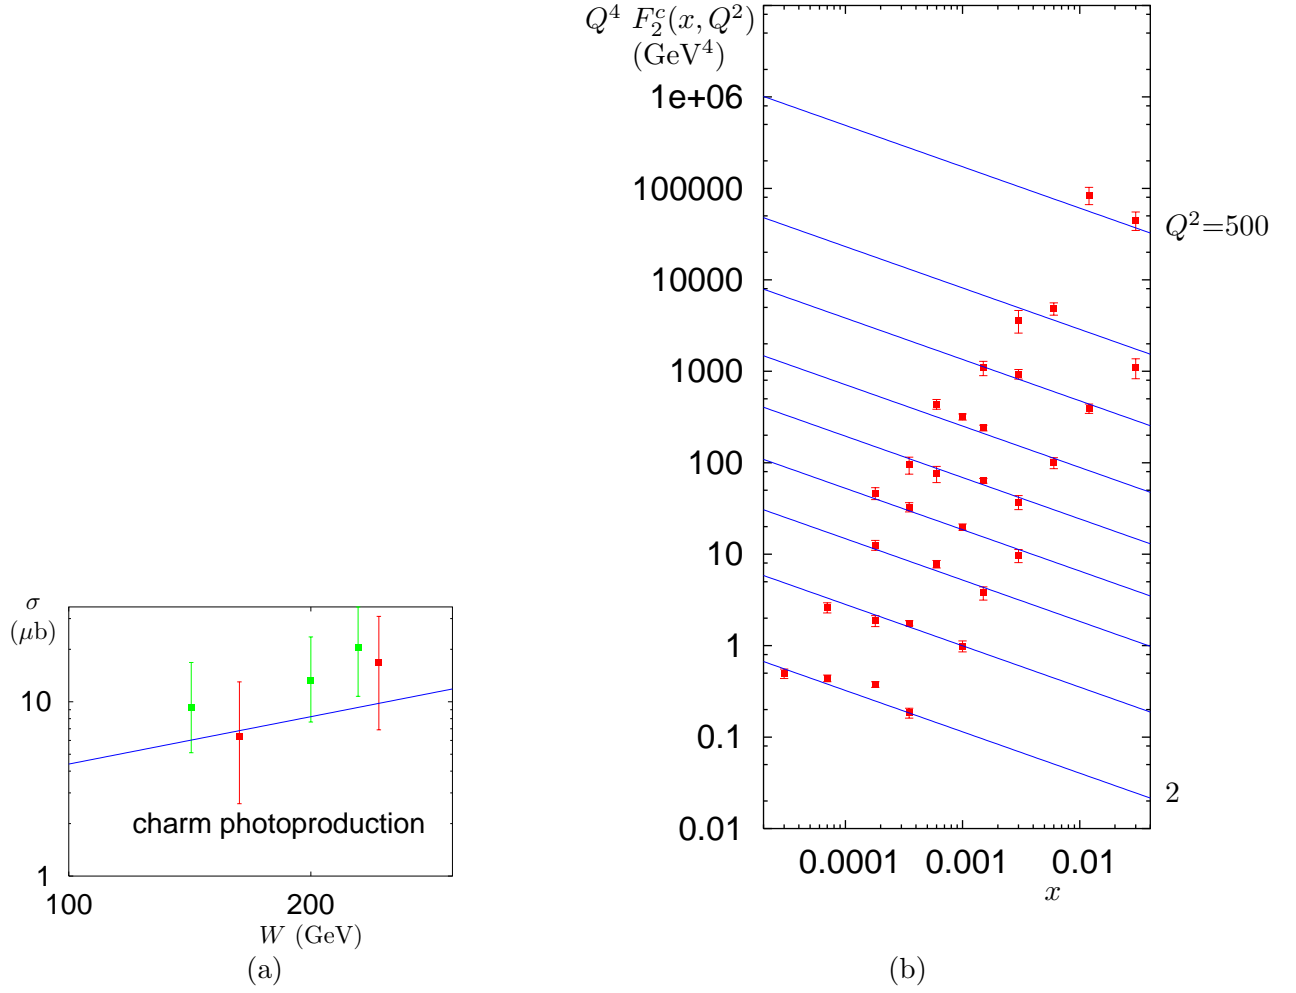 σ
(μb)
10
1
100
200
W (GeV)
charm photoproduction
(a)
Q⁴ F₂ᶜ(x, Q²)
(GeV⁴)
1e+06
100000
10000
1000
100
10
1
0.1
0.01
0.0001
0.001
0.01
x
Q²=500
2
(b)